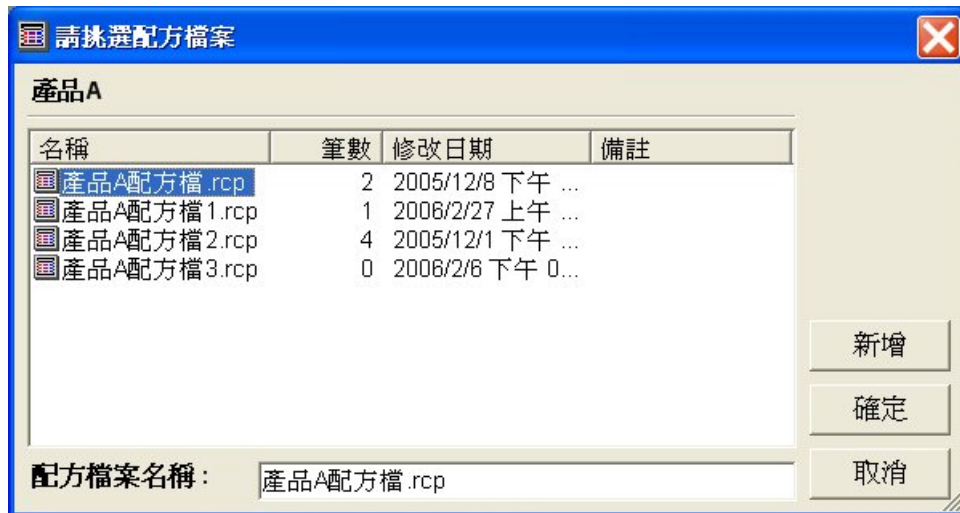 請挑選配方檔案
產品A
名稱 筆數 修改日期 備註
產品A配方檔.rcp 2 2005/12/8 下午 ...
產品A配方檔1.rcp 1 2006/2/27 上午 ...
產品A配方檔2.rcp 4 2005/12/1 下午 ...
產品A配方檔3.rcp 0 2006/2/6 下午 0...
新增
確定
取消
配方檔案名稱： 產品A配方檔.rcp